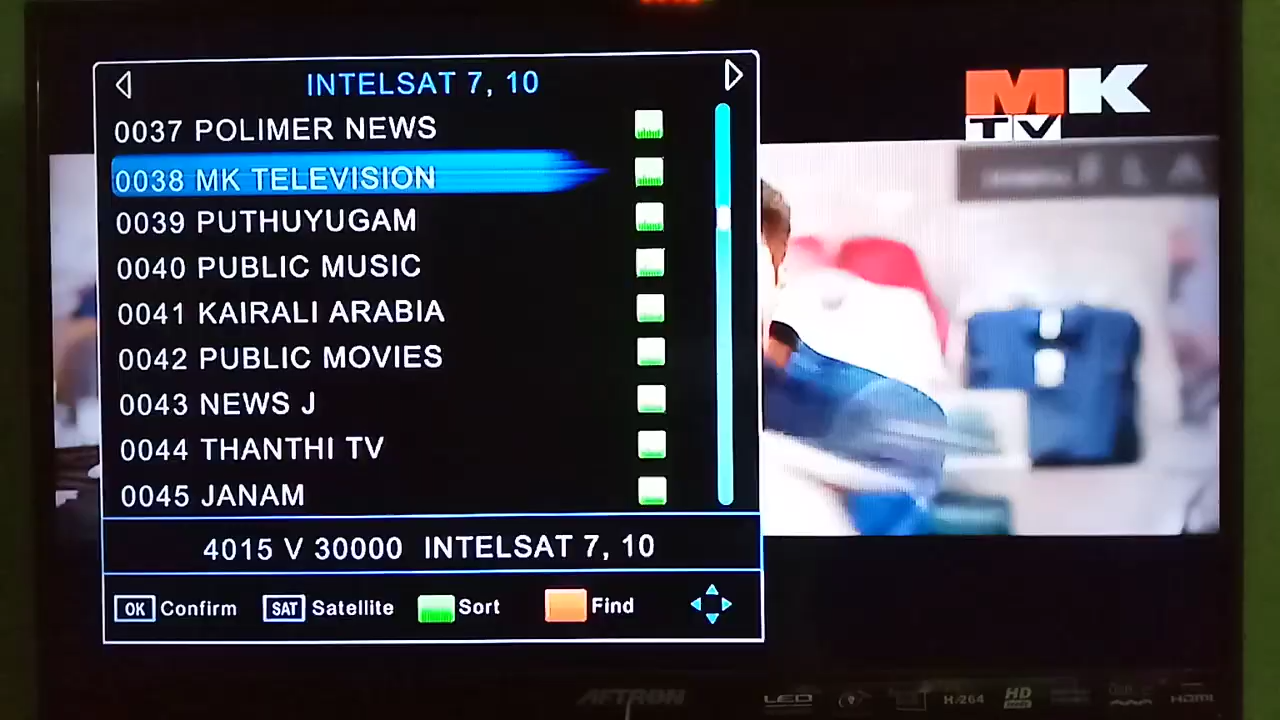 INTELSAT 7, 10
0037 POLIMER NEWS
0038 MK TELEVISION
0039 PUTHUYUGAM
0040 PUBLIC MUSIC
0041 KAIRALI ARABIA
0042 PUBLIC MOVIES
0043 NEWS J
0044 THANTHI TV
0045 JANAM
4015 V 30000 INTELSAT 7, 10
OK Confirm SAT Satellite Sort Find
MK
TV
F L A
AFTRON
LED
H.264
HD
HDMI